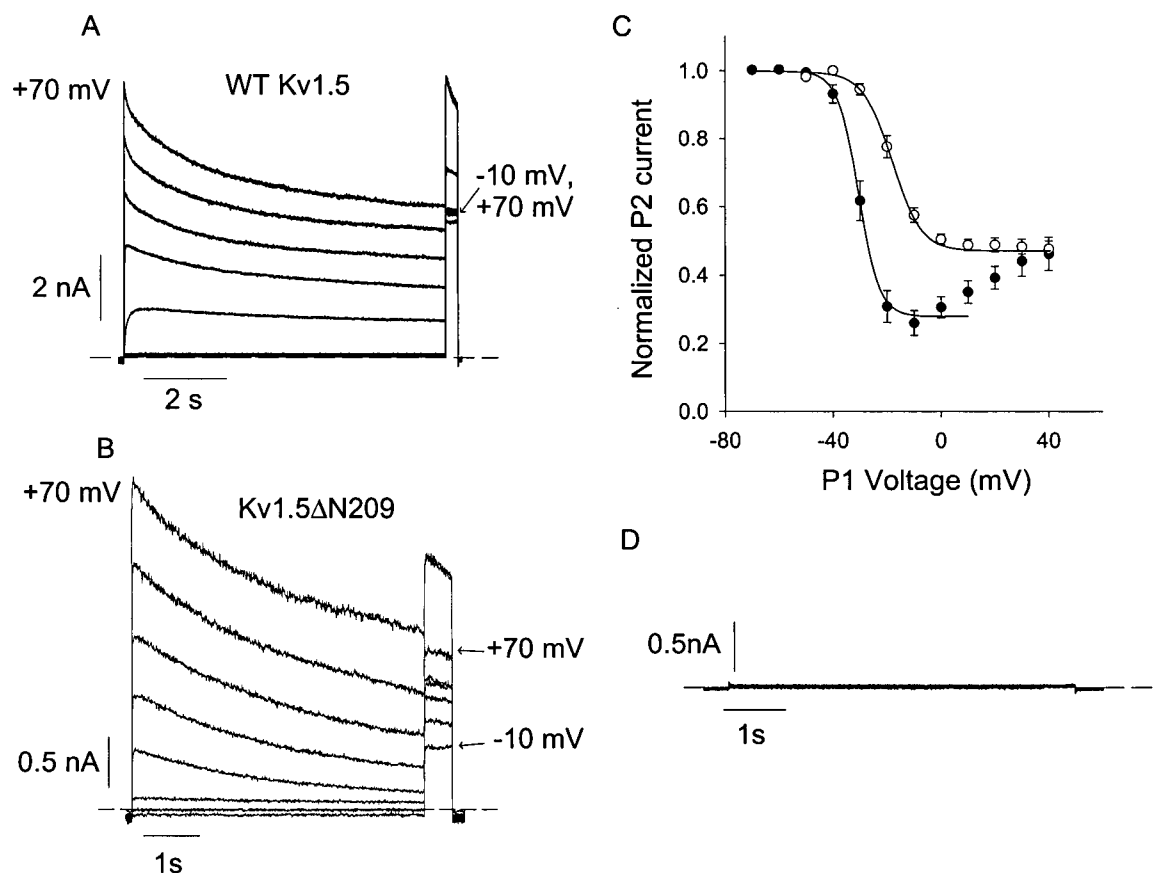 A
+70 mV
WT Kv1.5
-10 mV,
+70 mV
2 nA
2 s
B
+70 mV
Kv1.5ΔN209
+70 mV
-10 mV
0.5 nA
1s
C
Normalized P2 current
1.0
0.8
0.6
0.4
0.2
0.0
-80
-40
0
40
P1 Voltage (mV)
D
0.5nA
1s